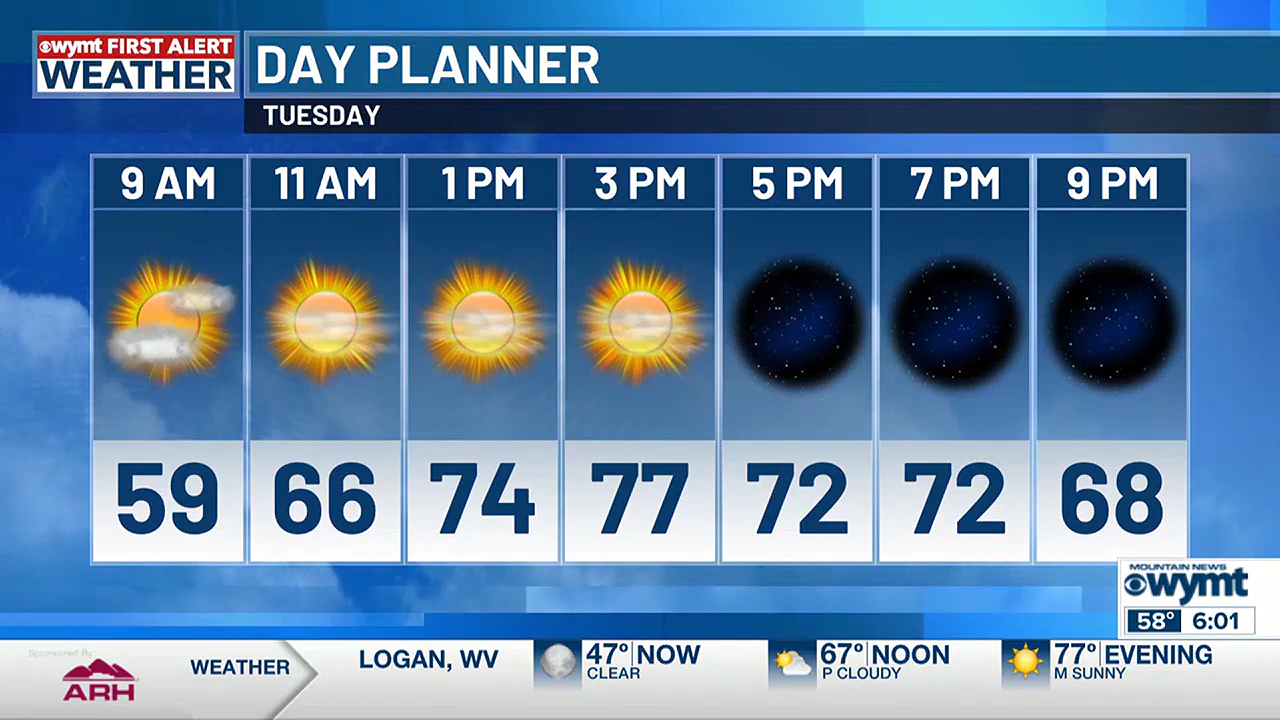 wymt FIRST ALERT
WEATHER
DAY PLANNER
TUESDAY
9 AM 11 AM 1 PM 3 PM 5 PM 7 PM 9 PM
59 66 74 77 72 72 68
MOUNTAIN NEWS
wymt
58° 6:01
Sponsored By:
ARH
WEATHER
LOGAN, WV
47° NOW
CLEAR
67° NOON
P CLOUDY
77° EVENING
M SUNNY